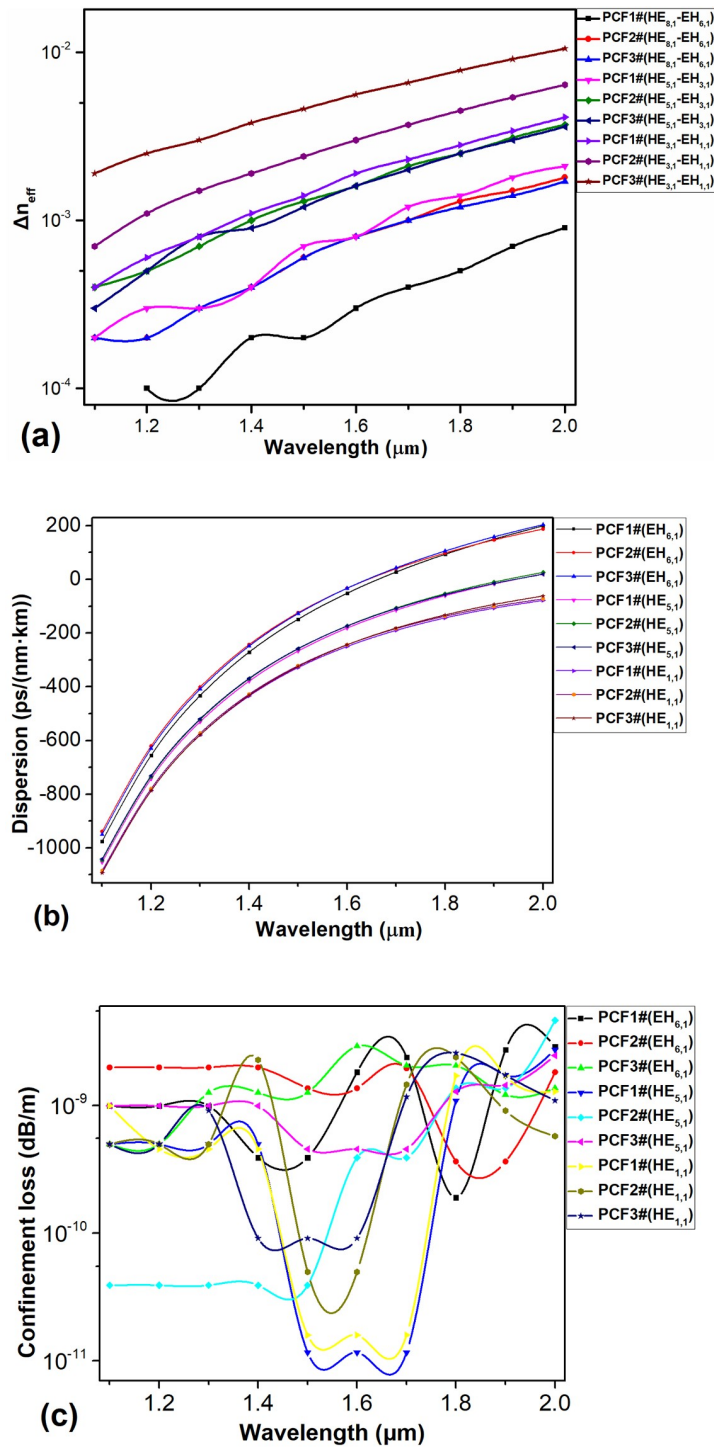 PCF1#(HE8,1-EH6,1)
PCF2#(HE8,1-EH6,1)
PCF3#(HE8,1-EH6,1)
PCF1#(HE5,1-EH3,1)
PCF2#(HE5,1-EH3,1)
PCF3#(HE5,1-EH3,1)
PCF1#(HE3,1-EH1,1)
PCF2#(HE3,1-EH1,1)
PCF3#(HE3,1-EH1,1)
10-2
10-3
10-4
Δneff
1.2 1.4 1.6 1.8 2.0
Wavelength (μm)
(a)
PCF1#(EH6,1)
PCF2#(EH6,1)
PCF3#(EH6,1)
PCF1#(HE5,1)
PCF2#(HE5,1)
PCF3#(HE5,1)
PCF1#(HE1,1)
PCF2#(HE1,1)
PCF3#(HE1,1)
200
0
-200
-400
-600
-800
-1000
Dispersion (ps/(nm·km))
1.2 1.4 1.6 1.8 2.0
Wavelength (μm)
(b)
PCF1#(EH6,1)
PCF2#(EH6,1)
PCF3#(EH6,1)
PCF1#(HE5,1)
PCF2#(HE5,1)
PCF3#(HE5,1)
PCF1#(HE1,1)
PCF2#(HE1,1)
PCF3#(HE1,1)
10-9
10-10
10-11
Confinement loss (dB/m)
1.2 1.4 1.6 1.8 2.0
Wavelength (μm)
(c)